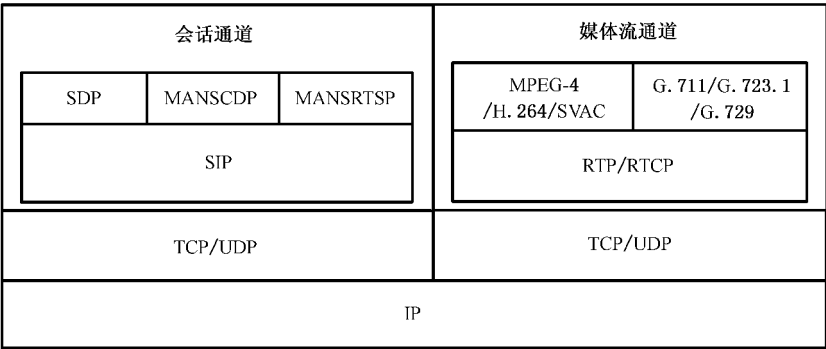 会话通道
媒体流通道
SDP
MANSCDP
MANSRTSP
MPEG-4
/H.264/SVAC
G.711/G.723.1
/G.729
SIP
RTP/RTCP
TCP/UDP
TCP/UDP
IP